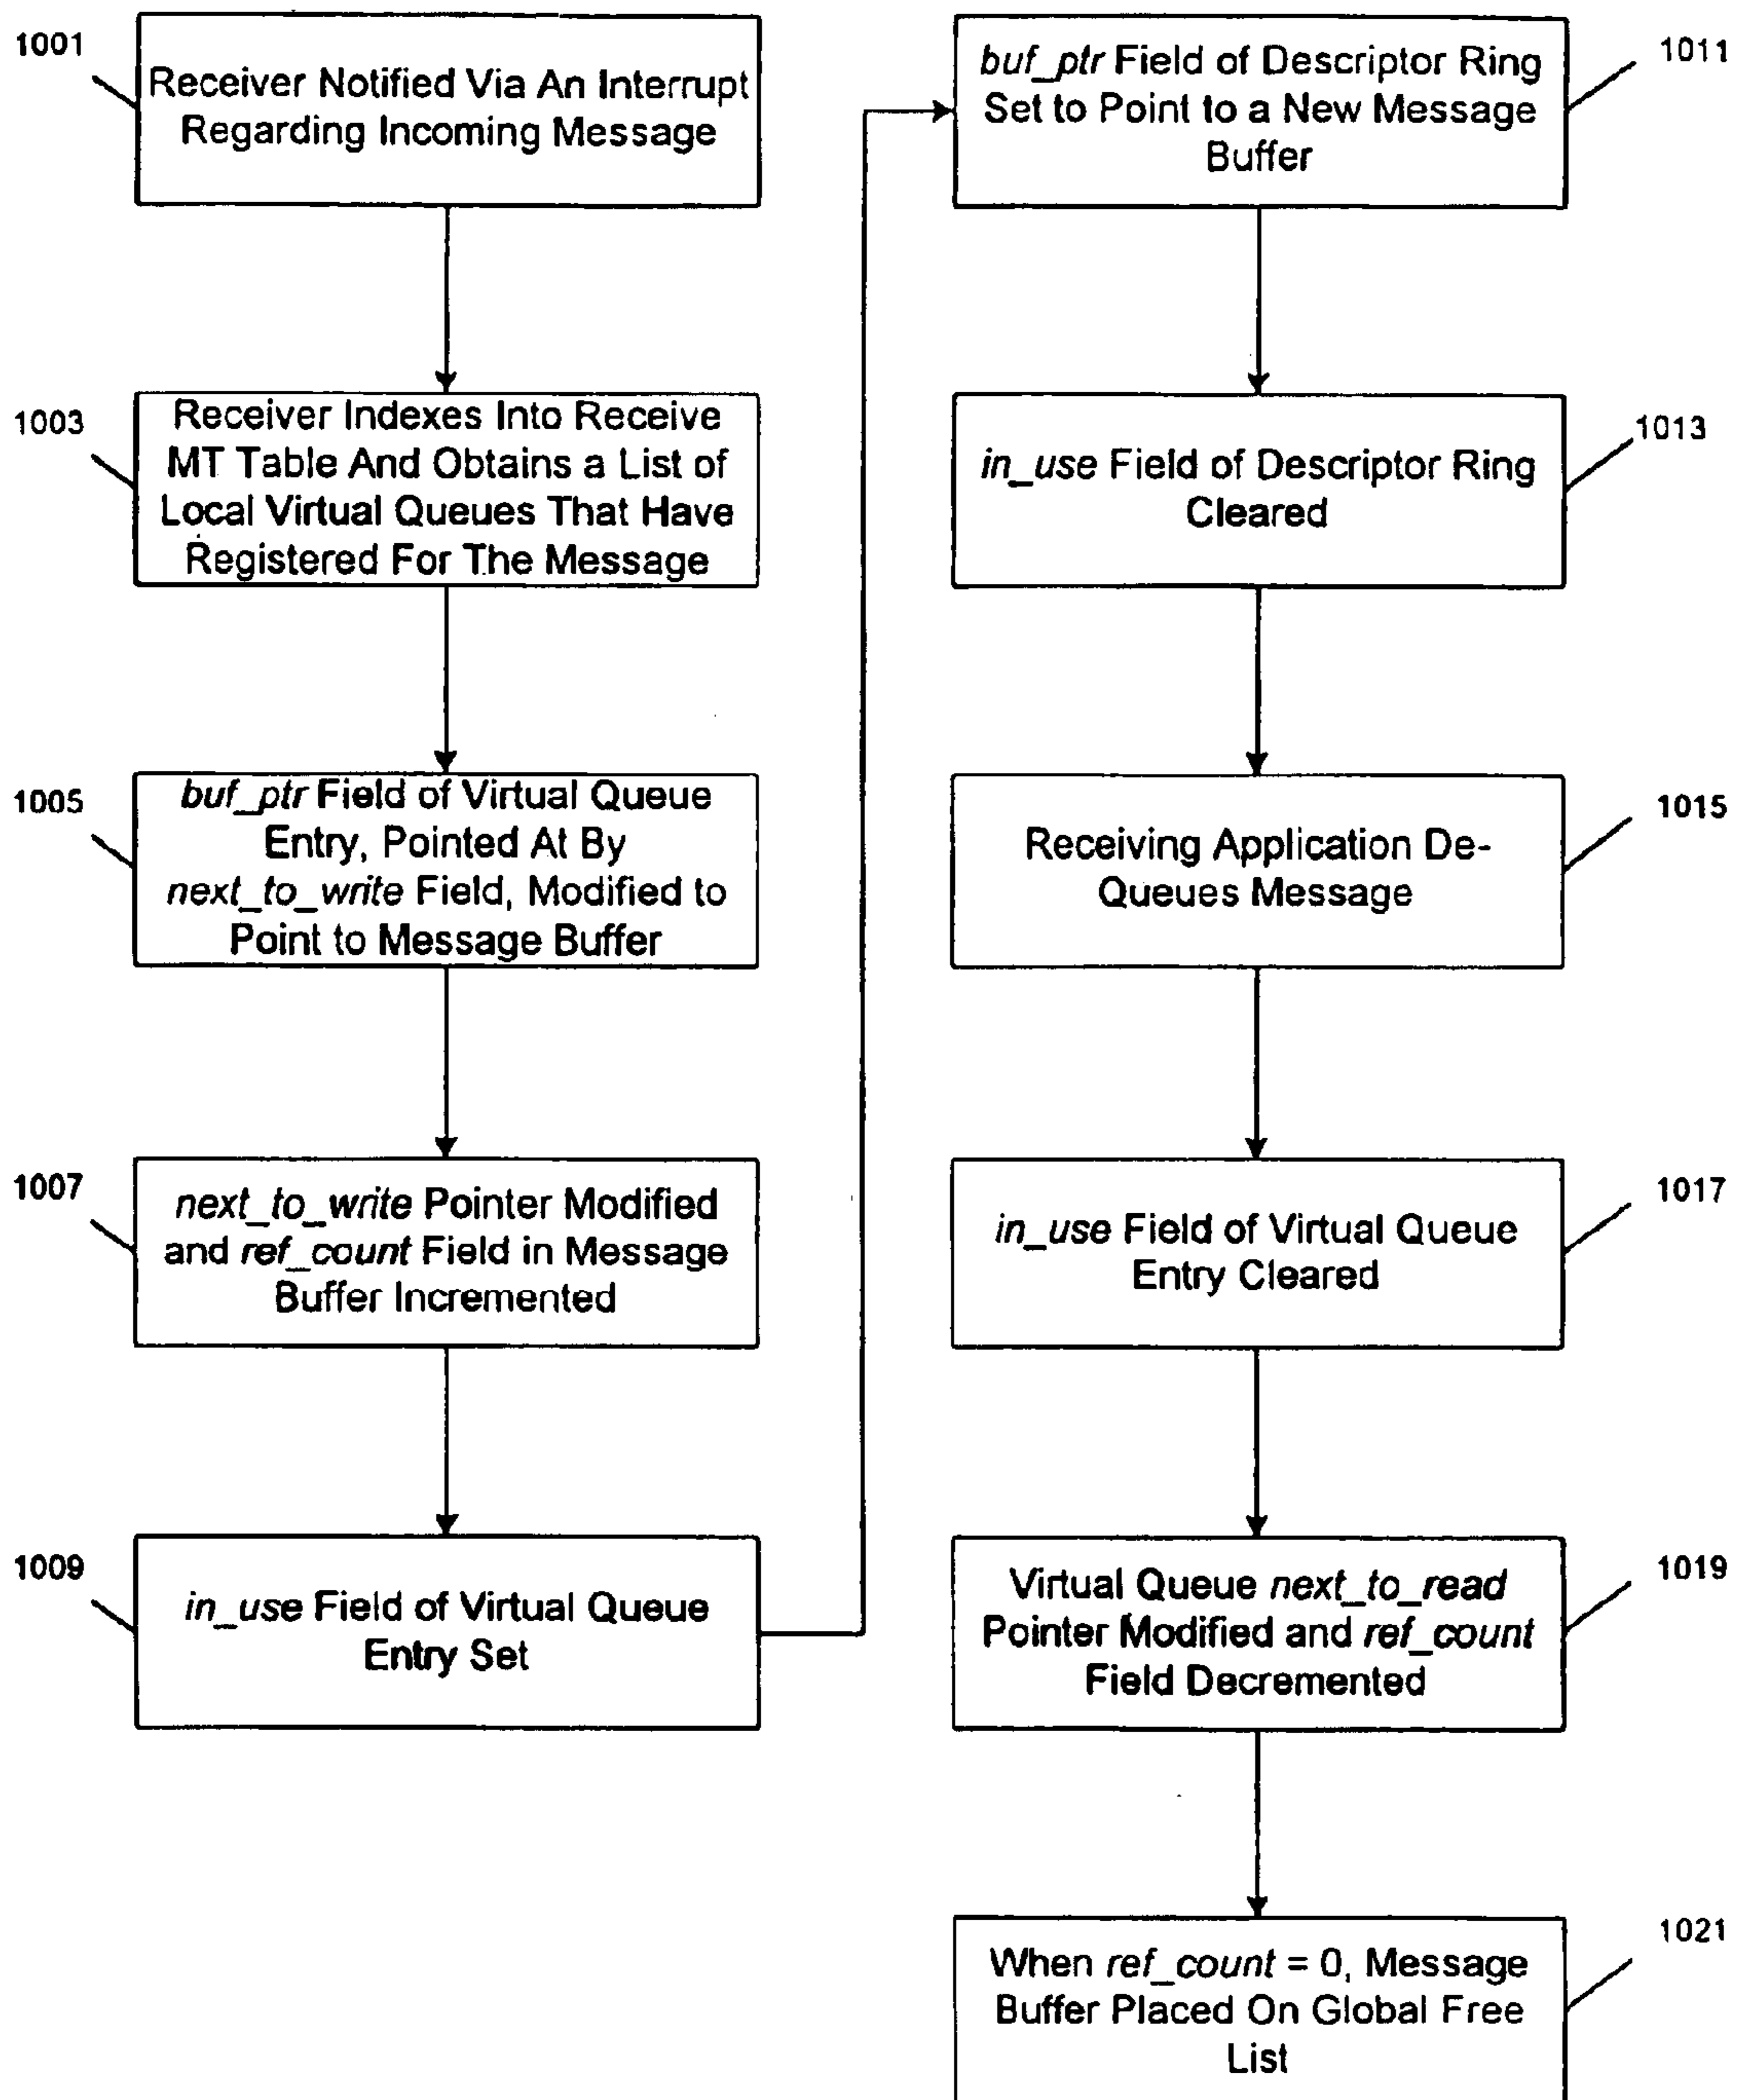 1001
Receiver Notified Via An Interrupt
Regarding Incoming Message
1003
Receiver Indexes Into Receive
MT Table And Obtains a List of
Local Virtual Queues That Have
Registered For The Message
1005
buf_ptr Field of Virtual Queue
Entry, Pointed At By
next_to_write Field, Modified to
Point to Message Buffer
1007
next_to_write Pointer Modified
and ref_count Field in Message
Buffer Incremented
1009
in_use Field of Virtual Queue
Entry Set
1011
buf_ptr Field of Descriptor Ring
Set to Point to a New Message
Buffer
1013
in_use Field of Descriptor Ring
Cleared
1015
Receiving Application De-
Queues Message
1017
in_use Field of Virtual Queue
Entry Cleared
1019
Virtual Queue next_to_read
Pointer Modified and ref_count
Field Decremented
1021
When ref_count = 0, Message
Buffer Placed On Global Free
List